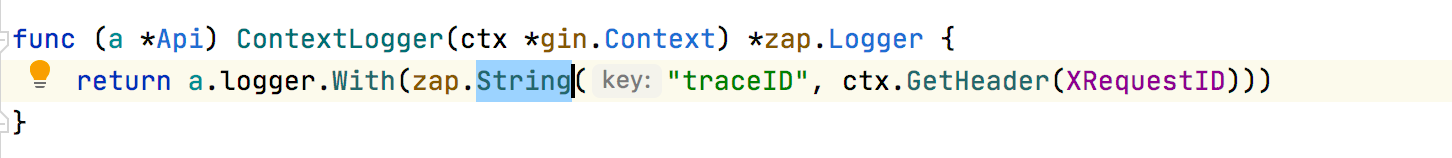 func (a *Api) ContextLogger(ctx *gin.Context) *zap.Logger {
return a.logger.With(zap.String( key: "traceID", ctx.GetHeader(XRequestID)))
}